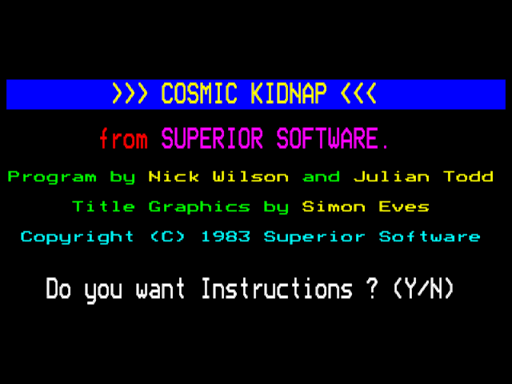 >>> COSMIC KIDNAP <<<
from SUPERIOR SOFTWARE.
Program by Nick Wilson and Julian Todd
Title Graphics by Simon Eves
Copyright (C) 1983 Superior Software
Do you want Instructions ? (Y/N)